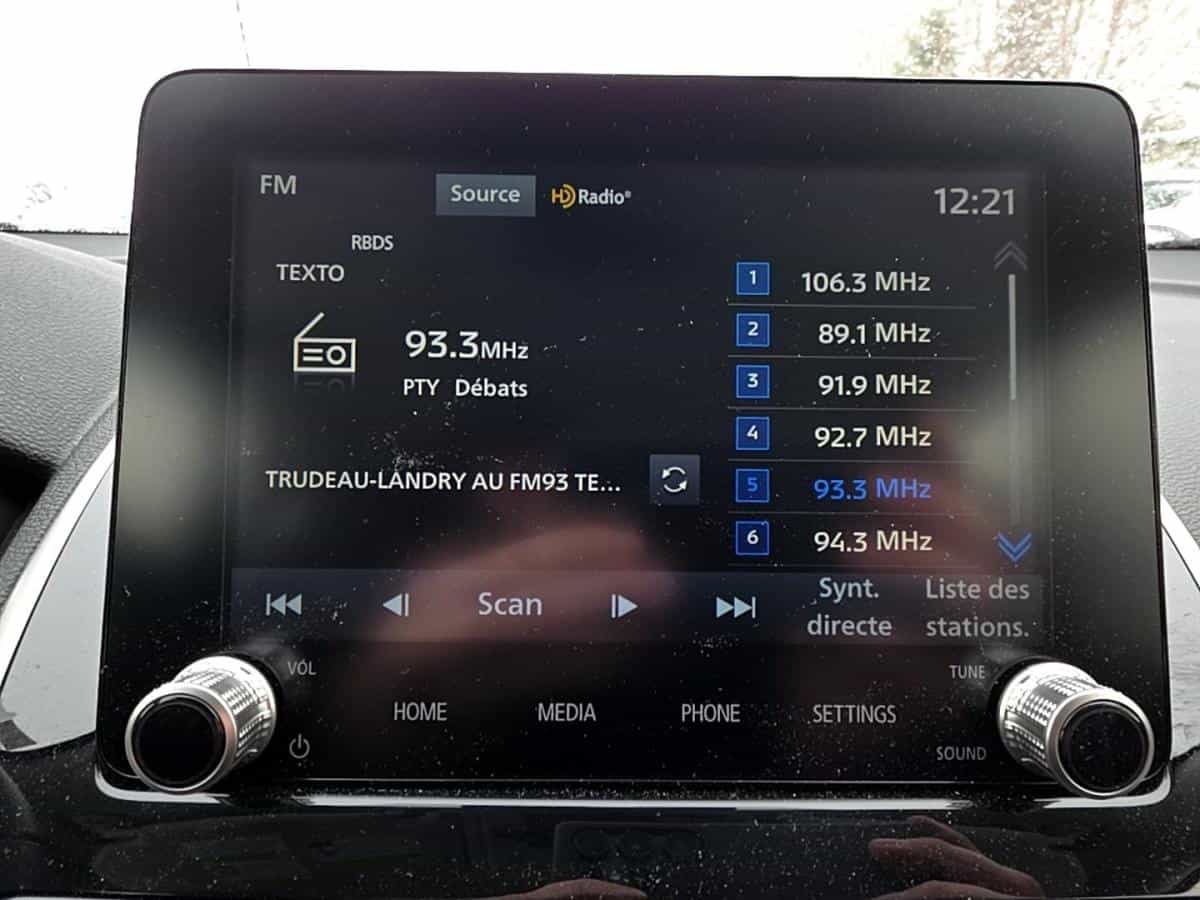 FM
Source
HD Radio®
12:21
RBDS
TEXTO
93.3 MHz
PTY Débats
TRUDEAU-LANDRY AU FM93 TE...
1 106.3 MHz
2 89.1 MHz
3 91.9 MHz
4 92.7 MHz
5 93.3 MHz
6 94.3 MHz
Scan
Synt.
directe
Liste des
stations.
VOL
TUNE
HOME
MEDIA
PHONE
SETTINGS
SOUND